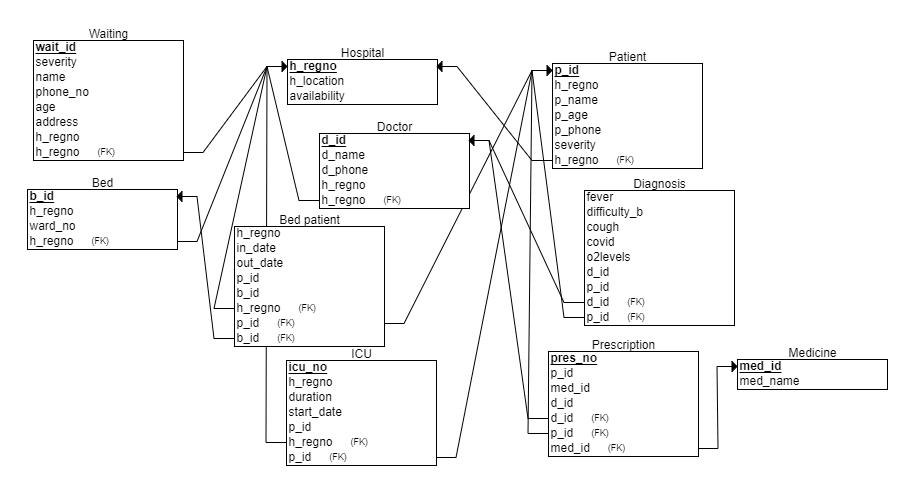 Waiting
wait_id
severity
name
phone_no
age
address
h_regno
h_regno (FK)
Hospital
h_regno
h_location
availability
Patient
p_id
h_regno
p_name
p_age
p_phone
severity
h_regno (FK)
Doctor
d_id
d_name
d_phone
h_regno
h_regno (FK)
Bed
b_id
h_regno
ward_no
h_regno (FK)
Diagnosis
fever
difficulty_b
cough
covid
o2levels
d_id
p_id
d_id (FK)
p_id (FK)
Bed patient
h_regno
in_date
out_date
p_id
b_id
h_regno (FK)
p_id (FK)
b_id (FK)
ICU
icu_no
h_regno
duration
start_date
p_id
h_regno (FK)
p_id (FK)
Prescription
pres_no
p_id
med_id
d_id
d_id (FK)
p_id (FK)
med_id (FK)
Medicine
med_id
med_name